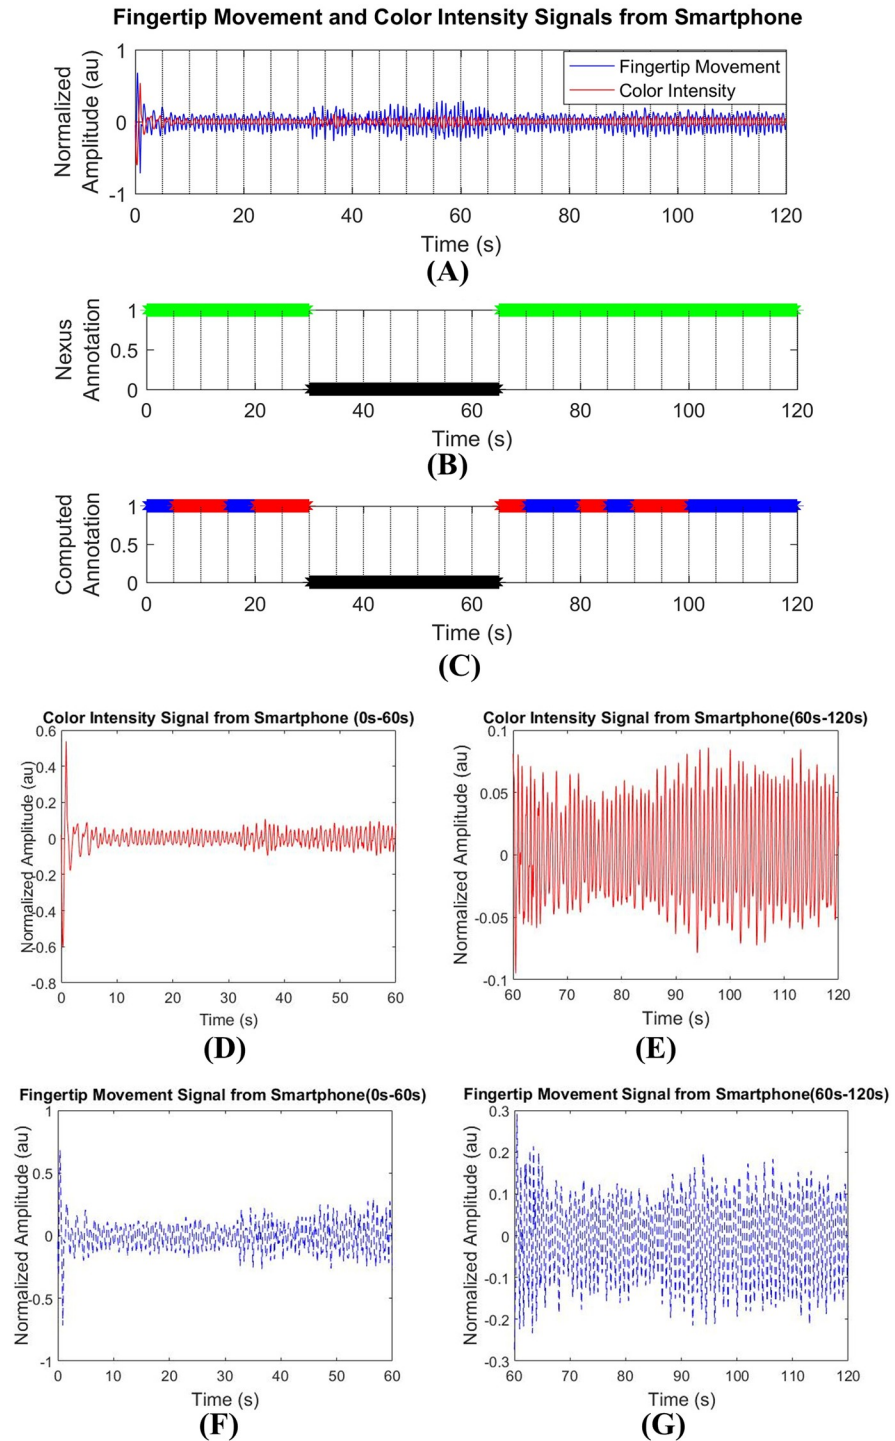 Fingertip Movement and Color Intensity Signals from Smartphone
Normalized
Amplitude (au)
1
0
-1
Fingertip Movement
Color Intensity
0 20 40 60 80 100 120
Time (s)
(A)
Nexus
Annotation
1
0.5
0
0 20 40 60 80 100 120
Time (s)
(B)
Computed
Annotation
1
0.5
0
0 20 40 60 80 100 120
Time (s)
(C)
Color Intensity Signal from Smartphone (0s-60s)
Normalized Amplitude (au)
0.6
0.4
0.2
0
-0.2
-0.4
-0.6
-0.8
0 10 20 30 40 50 60
Time (s)
(D)
Color Intensity Signal from Smartphone(60s-120s)
Normalized Amplitude (au)
0.1
0.05
0
-0.05
-0.1
60 70 80 90 100 110 120
Time (s)
(E)
Fingertip Movement Signal from Smartphone(0s-60s)
Normalized Amplitude (au)
1
0.5
0
-0.5
-1
0 10 20 30 40 50 60
Time (s)
(F)
Fingertip Movement Signal from Smartphone(60s-120s)
Normalized Amplitude (au)
0.3
0.2
0.1
0
-0.1
-0.2
-0.3
60 70 80 90 100 110 120
Time (s)
(G)